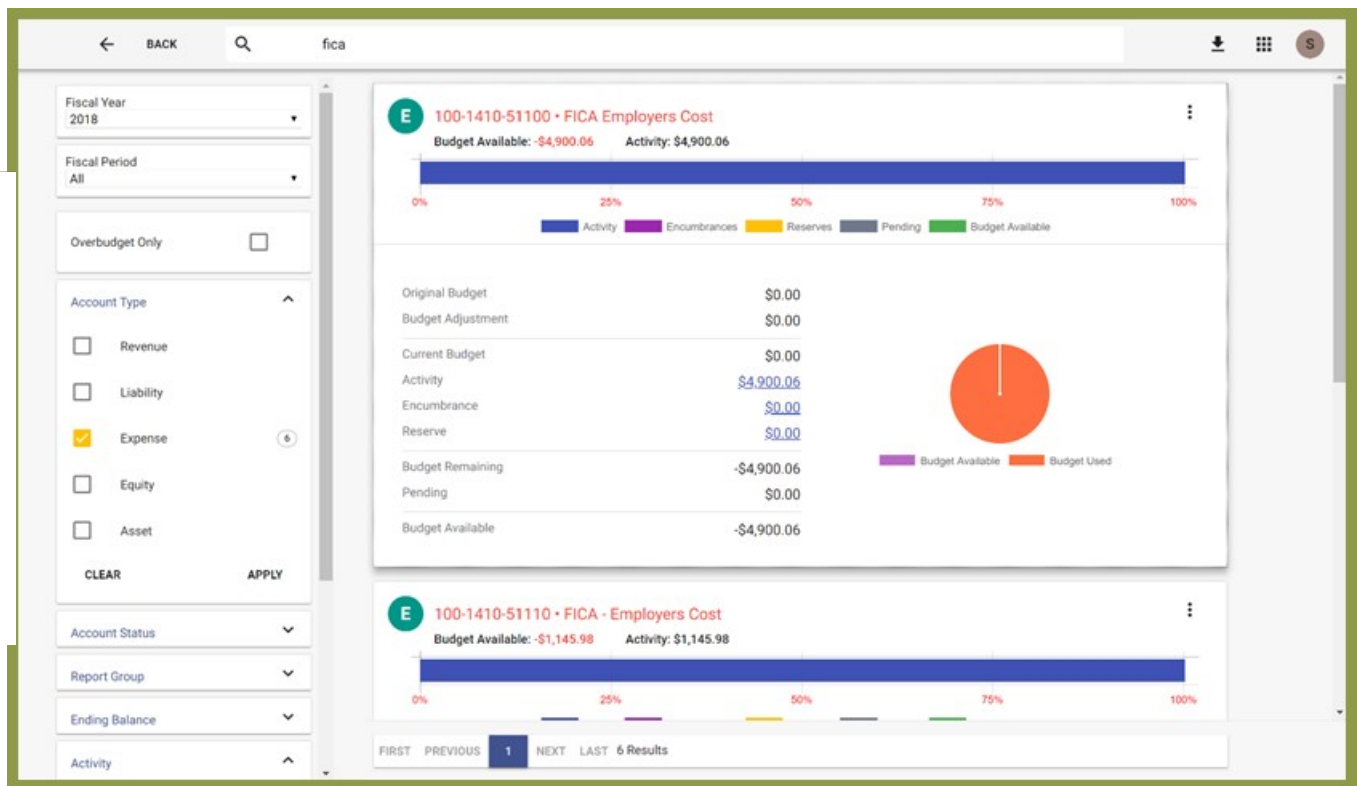 BACK
fica
S
Fiscal Year
2018
Fiscal Period
All
Overbudget Only
Account Type
Revenue
Liability
Expense
6
Equity
Asset
CLEAR APPLY
Account Status
Report Group
Ending Balance
Activity
E
100-1410-51100 • FICA Employers Cost
Budget Available: -$4,900.06 Activity: $4,900.06
0% 25% 50% 75% 100%
Activity Encumbrances Reserves Pending Budget Available
Original Budget $0.00
Budget Adjustment $0.00
Current Budget $0.00
Activity $4,900.06
Encumbrance $0.00
Reserve $0.00
Budget Remaining -$4,900.06
Pending $0.00
Budget Available -$4,900.06
Budget Available Budget Used
E
100-1410-51110 • FICA - Employers Cost
Budget Available: -$1,145.98 Activity: $1,145.98
0% 25% 50% 75% 100%
FIRST PREVIOUS 1 NEXT LAST 6 Results